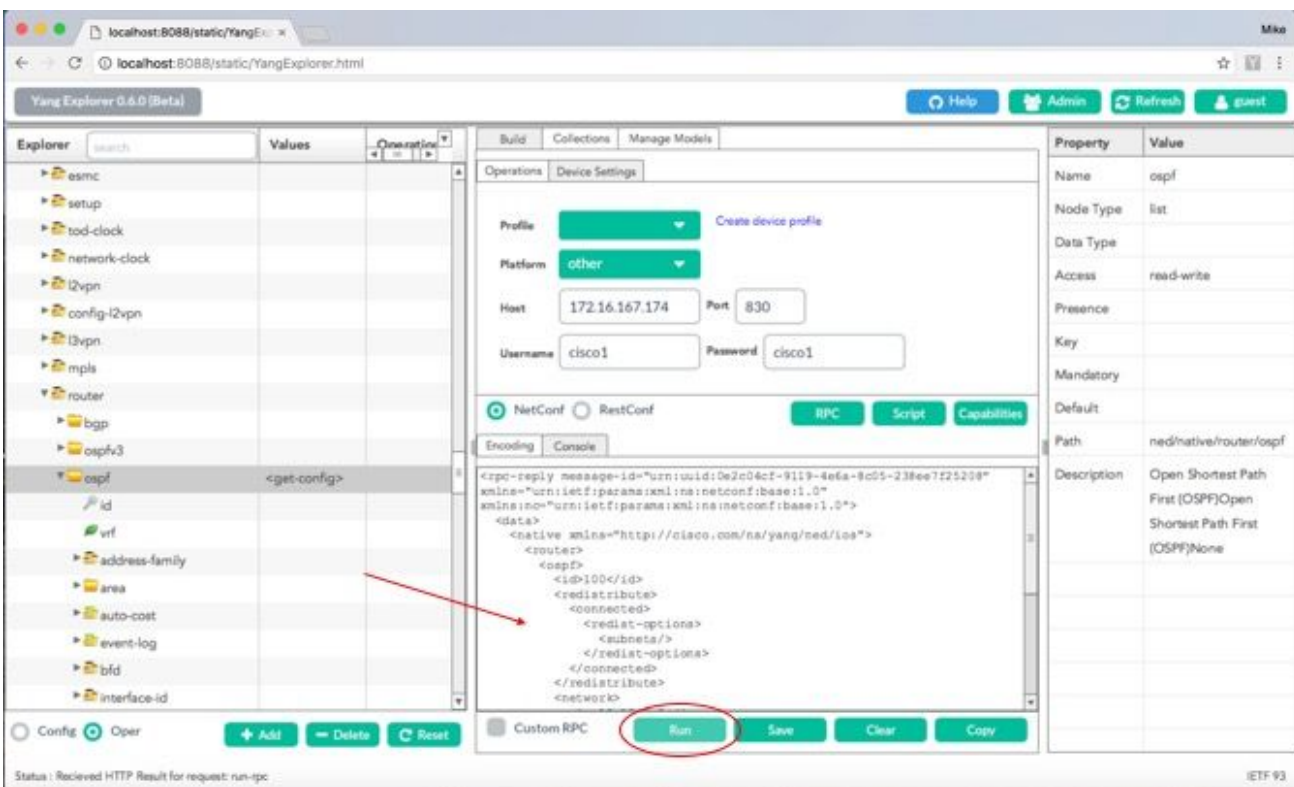 localhost:8088/static/YangEx
Mike
localhost:8088/static/YangExplorer.html
Yang Explorer 0.6.0 (Beta)
Help
Admin
Refresh
guest
Explorer
search
Values
Operation
esmc
setup
tod-clock
network-clock
l2vpn
config-l2vpn
l3vpn
mpls
router
bgp
ospfv3
ospf
<get-config>
id
vrf
address-family
area
auto-cost
event-log
bfd
interface-id
Config
Oper
Add
Delete
Reset
Build
Collections
Manage Models
Operations
Device Settings
Profile
Create device profile
Platform
other
Host
172.16.167.174
Port
830
Username
cisco1
Password
cisco1
NetConf
RestConf
RPC
Script
Capabilities
Encoding
Console
<rpc-reply message-id="urn:uuid:0e2c04cf-9119-4e6a-8c05-238ee7f25208"
xmlns="urn:ietf:params:xml:ns:netconf:base:1.0"
xmlns:nc="urn:ietf:params:xml:ns:netconf:base:1.0">
<data>
<native xmlns="http://cisco.com/ns/yang/ned/ios">
<router>
<ospf>
<id>100</id>
<redistribute>
<connected>
<redist-options>
<subnets/>
</redist-options>
</connected>
</redistribute>
<network>
Custom RPC
Run
Save
Clear
Copy
Property
Value
Name
ospf
Node Type
list
Data Type
Access
read-write
Presence
Key
Mandatory
Default
Path
ned/native/router/ospf
Description
Open Shortest Path
First (OSPF)Open
Shortest Path First
(OSPF)None
Status : Recieved HTTP Result for request: run-rpc
IETF 93